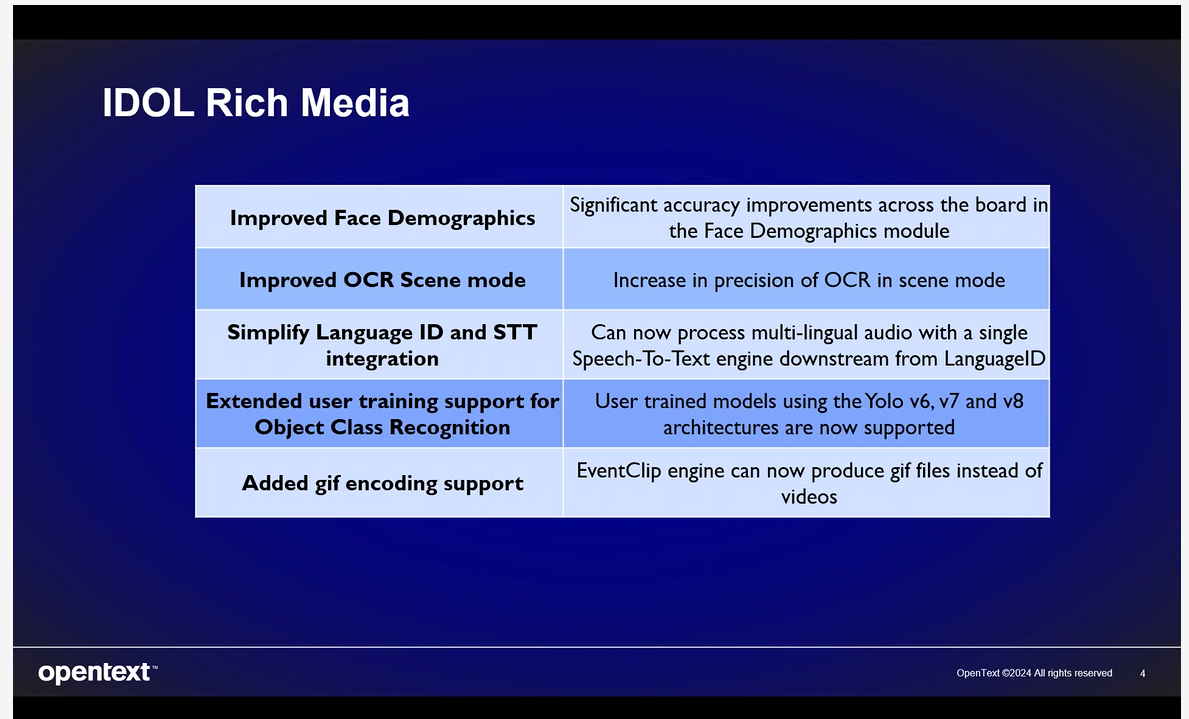 IDOL Rich Media
Improved Face Demographics
Significant accuracy improvements across the board in
the Face Demographics module
Improved OCR Scene mode
Increase in precision of OCR in scene mode
Simplify Language ID and STT
integration
Can now process multi-lingual audio with a single
Speech-To-Text engine downstream from LanguageID
Extended user training support for
Object Class Recognition
User trained models using the Yolo v6, v7 and v8
architectures are now supported
Added gif encoding support
EventClip engine can now produce gif files instead of
videos
opentext™
OpenText ©2024 All rights reserved 4